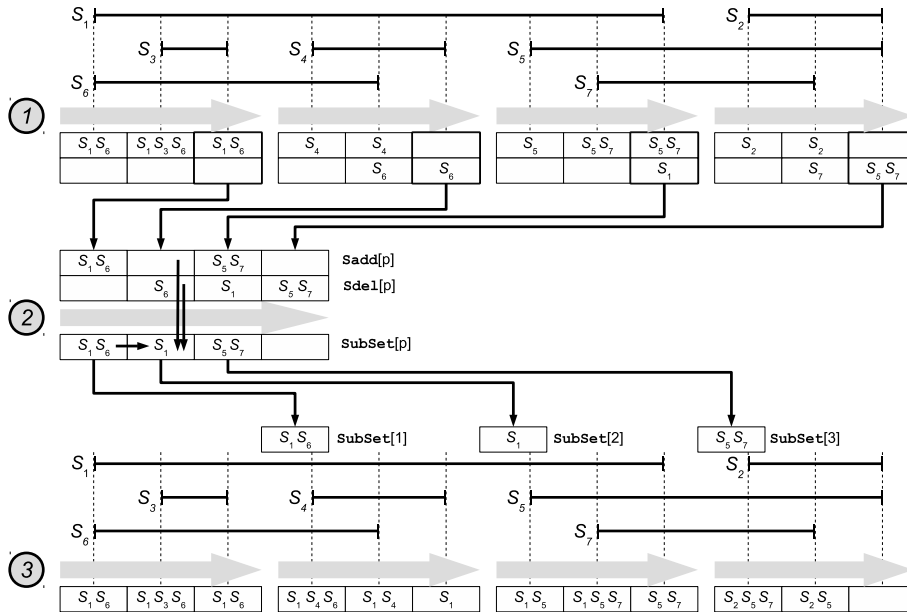 S₁ S₂
S₃ S₄ S₅
S₆ S₇
1
S₁ S₆ S₁ S₃ S₆ S₁ S₆ S₄ S₄ S₅ S₅ S₇ S₅ S₇ S₂ S₂
S₆ S₆ S₁ S₇ S₅ S₇
S₁ S₆ S₅ S₇ Sadd[p]
S₆ S₁ S₅ S₇ Sdel[p]
2
S₁ S₆ S₁ S₅ S₇ SubSet[p]
S₁ S₆ SubSet[1] S₁ SubSet[2] S₅ S₇ SubSet[3]
S₁ S₂
S₃ S₄ S₅
S₆ S₇
3
S₁ S₆ S₁ S₃ S₆ S₁ S₆ S₁ S₄ S₆ S₁ S₄ S₁ S₁ S₅ S₁ S₅ S₇ S₅ S₇ S₂ S₅ S₇ S₂ S₅